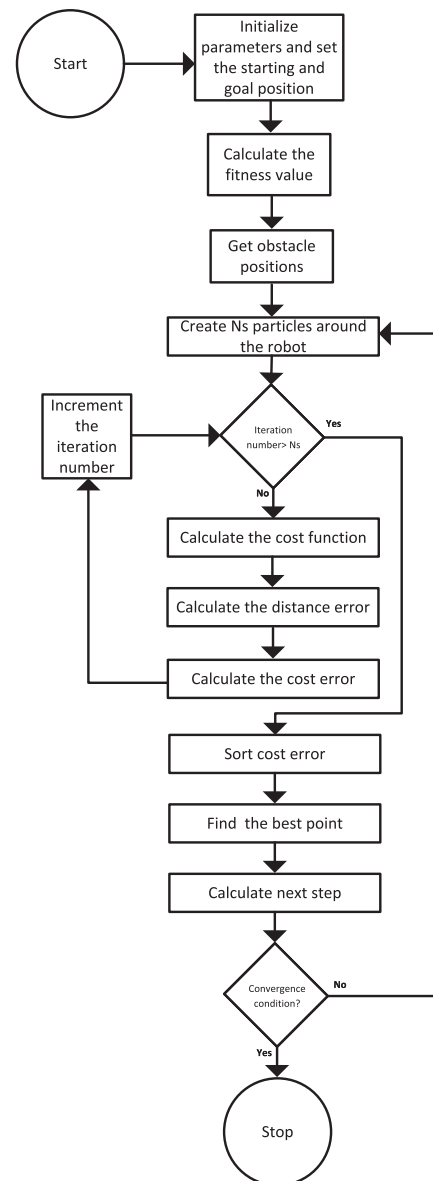 Start
Initialize
parameters and set
the starting and
goal position
Calculate the
fitness value
Get obstacle
positions
Create Ns particles around
the robot
Increment
the
iteration
number
Iteration
number> Ns
Yes
No
Calculate the cost function
Calculate the distance error
Calculate the cost error
Sort cost error
Find the best point
Calculate next step
Convergence
condition?
No
Yes
Stop